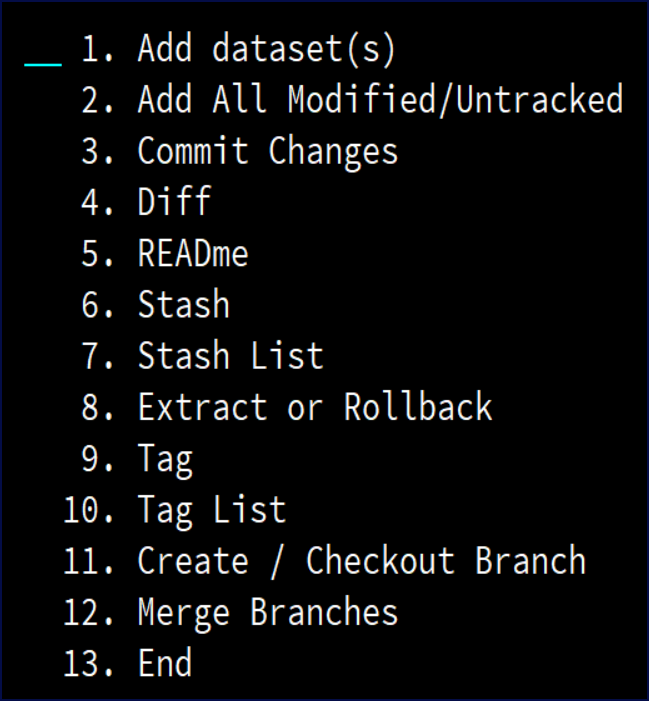 __ 1. Add dataset(s)
2. Add All Modified/Untracked
3. Commit Changes
4. Diff
5. READme
6. Stash
7. Stash List
8. Extract or Rollback
9. Tag
10. Tag List
11. Create / Checkout Branch
12. Merge Branches
13. End